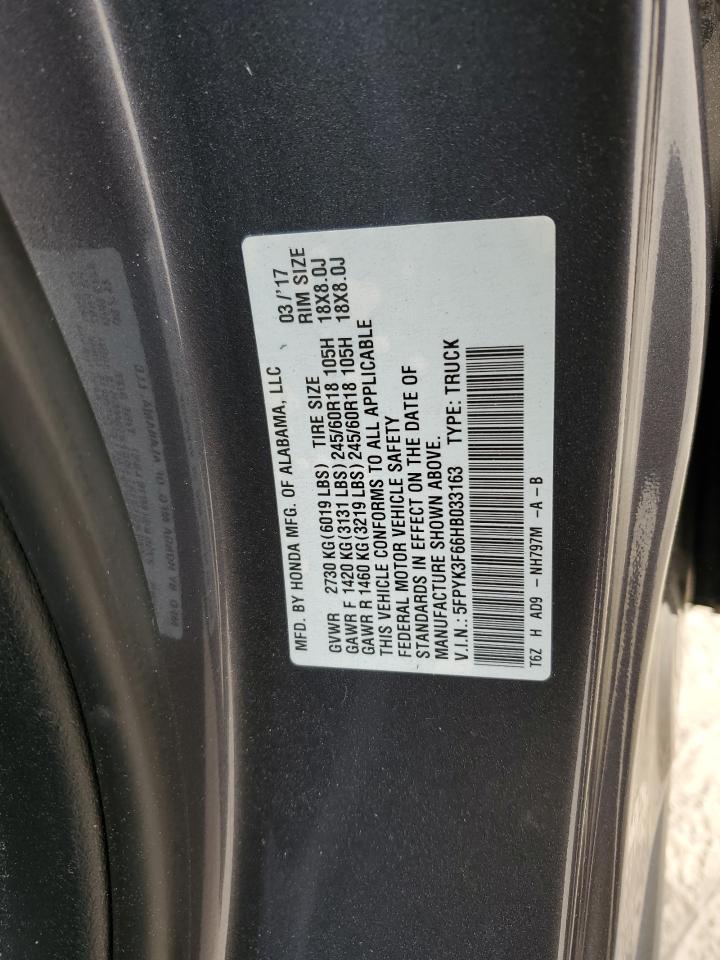 MFD. BY HONDA MFG. OF ALABAMA, LLC 03/'17
GVWR 2730 KG(6019 LBS) TIRE SIZE RIM SIZE
GAWR F 1420 KG(3131 LBS)245/60R18 105H 18X8.0J
GAWR R 1460 KG(3219 LBS)245/60R18 105H 18X8.0J
THIS VEHICLE CONFORMS TO ALL APPLICABLE
FEDERAL MOTOR VEHICLE SAFETY
STANDARDS IN EFFECT ON THE DATE OF
MANUFACTURE SHOWN ABOVE.
V.I.N.: 5FPYK3F66HB033163 TYPE: TRUCK
T6Z H AD9 -NH797M -A-B